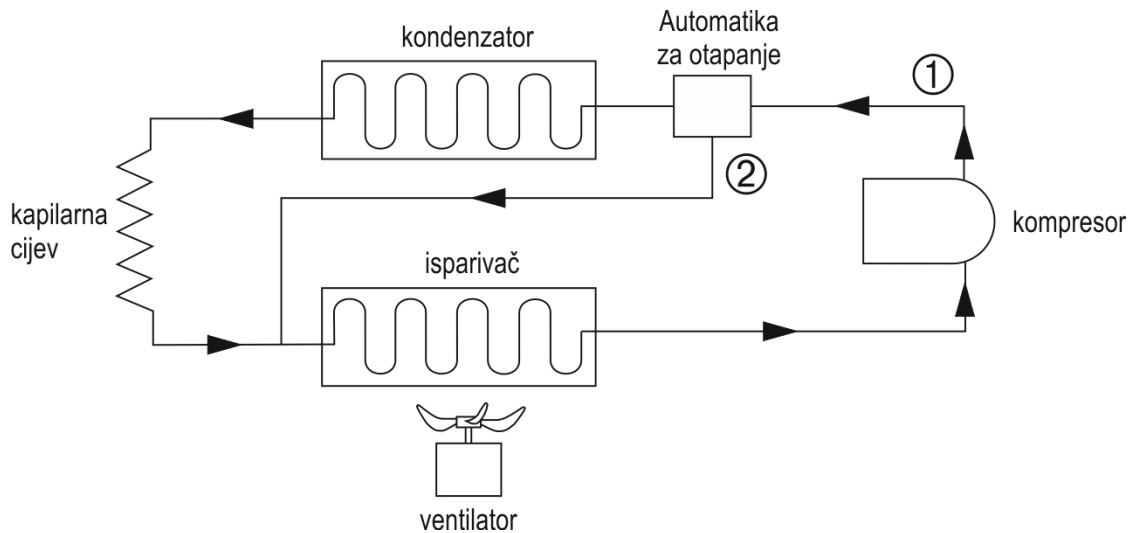 kondenzator
Automatika
za otapanje
①
②
kapilarna
cijev
kompresor
isparivač
ventilator